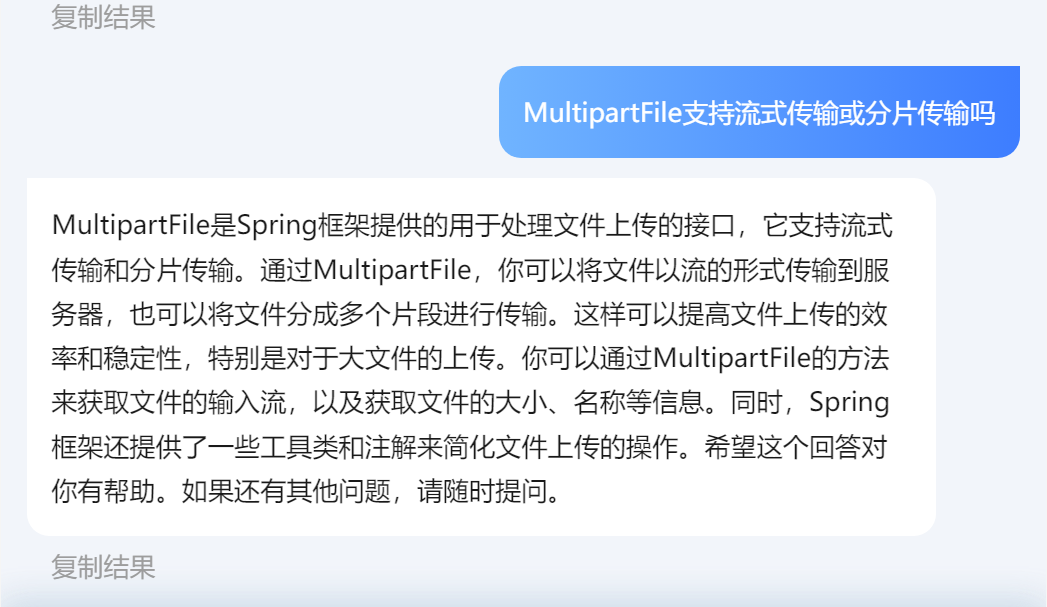 复制结果
MultipartFile支持流式传输或分片传输吗
MultipartFile是Spring框架提供的用于处理文件上传的接口，它支持流式
传输和分片传输。通过MultipartFile，你可以将文件以流的形式传输到服
务器，也可以将文件分成多个片段进行传输。这样可以提高文件上传的效
率和稳定性，特别是对于大文件的上传。你可以通过MultipartFile的方法
来获取文件的输入流，以及获取文件的大小、名称等信息。同时，Spring
框架还提供了一些工具类和注解来简化文件上传的操作。希望这个回答对
你有帮助。如果还有其他问题，请随时提问。
复制结果